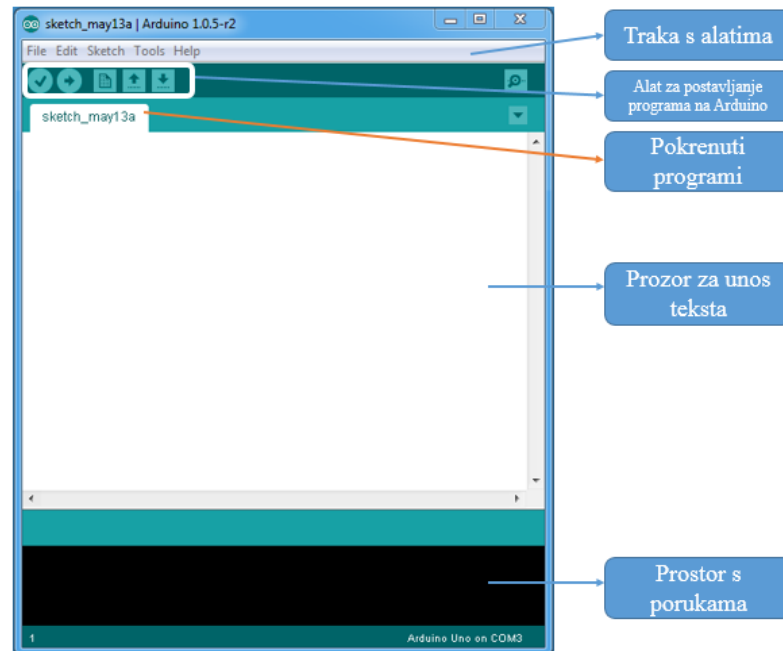 sketch_may13a | Arduino 1.0.5-r2
File Edit Sketch Tools Help
sketch_may13a
1
Arduino Uno on COM3
Traka s alatima
Alat za postavljanje
programa na Arduino
Pokrenuti
programi
Prozor za unos
teksta
Prostor s
porukama